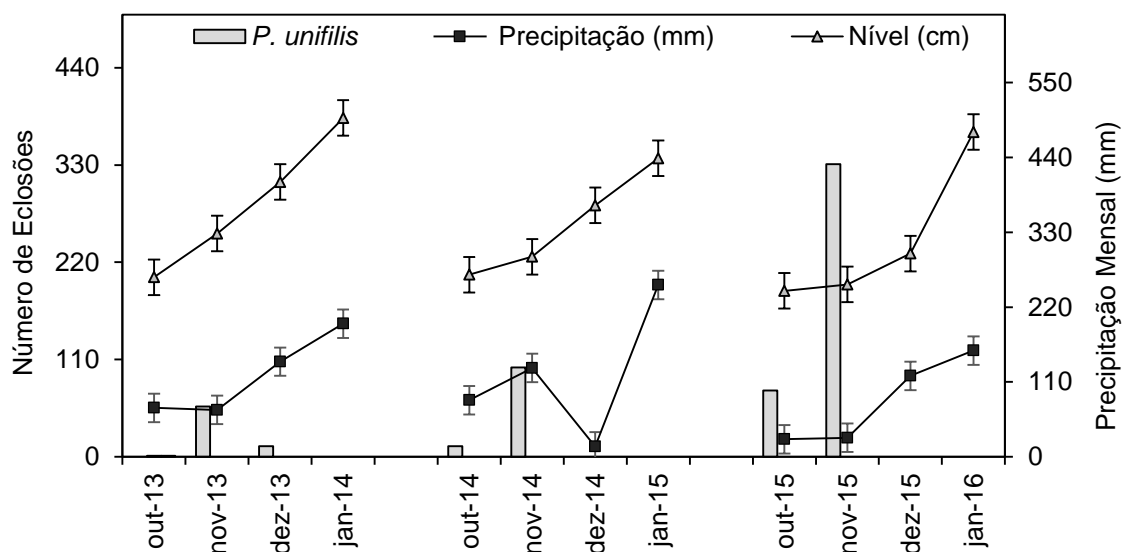 P. unifilis Precipitação (mm) Nível (cm)
Número de Eclosões
440
330
220
110
0
550
440
330
220
110
0
Precipitação Mensal (mm)
out-13
nov-13
dez-13
jan-14
out-14
nov-14
dez-14
jan-15
out-15
nov-15
dez-15
jan-16